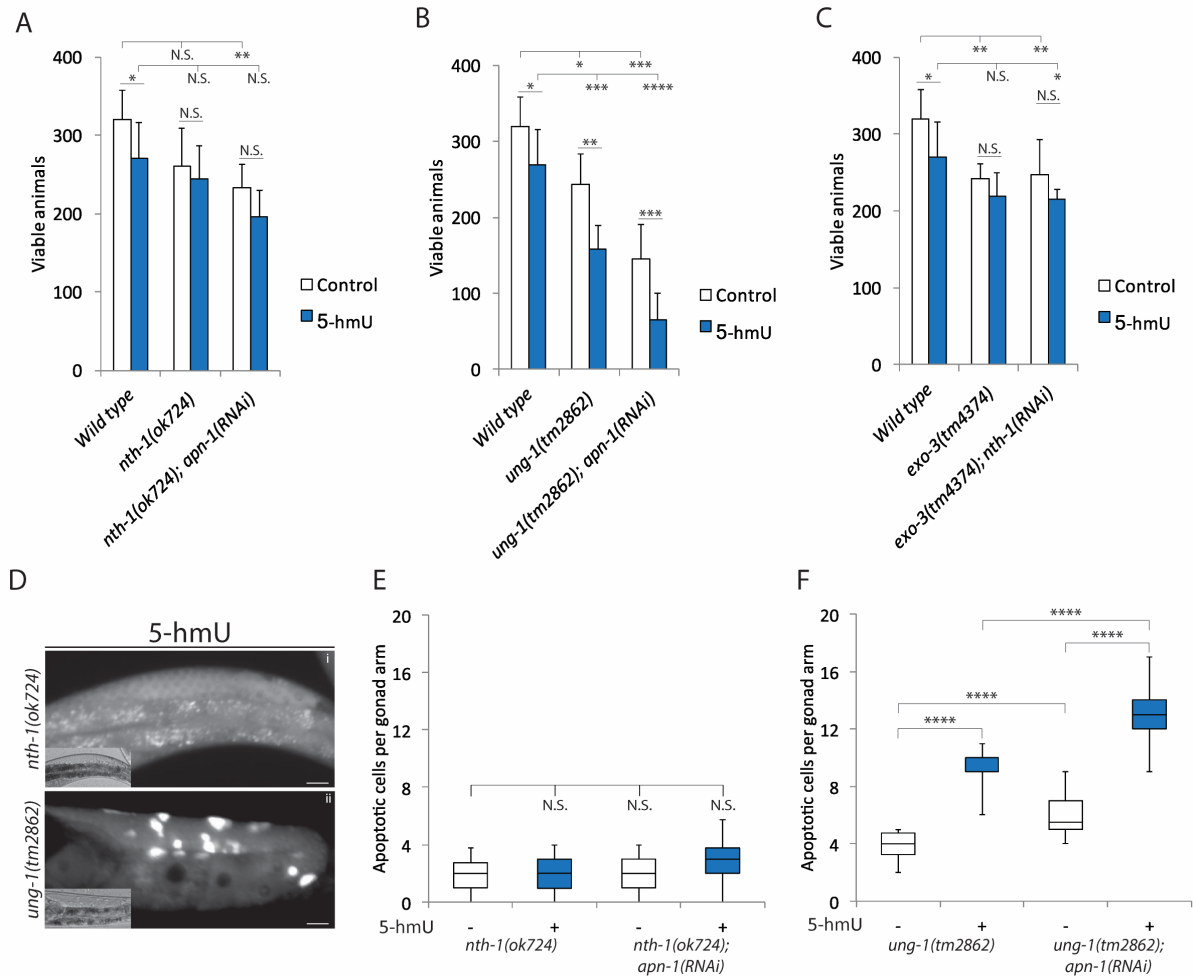 A
N.S.
**
*
N.S.
N.S.
N.S.
N.S.
400
300
200
100
0
Viable animals
Control
5-hmU
Wild type
nth-1(ok724)
nth-1(ok724); apn-1(RNAi)
B
*
***
*
***
****
**
***
400
300
200
100
0
Viable animals
Control
5-hmU
Wild type
ung-1(tm2862)
ung-1(tm2862); apn-1(RNAi)
C
**
**
*
N.S.
*
N.S.
N.S.
400
300
200
100
0
Viable animals
Control
5-hmU
Wild type
exo-3(tm4374)
exo-3(tm4374); nth-1(RNAi)
D
5-hmU
nth-1(ok724)
i
ung-1(tm2862)
ii
E
20
16
12
8
4
0
Apoptotic cells per gonad arm
N.S.
N.S.
N.S.
5-hmU
- + - +
nth-1(ok724)
nth-1(ok724);
apn-1(RNAi)
F
20
16
12
8
4
0
Apoptotic cells per gonad arm
****
****
****
****
5-hmU
- + - +
ung-1(tm2862)
ung-1(tm2862);
apn-1(RNAi)